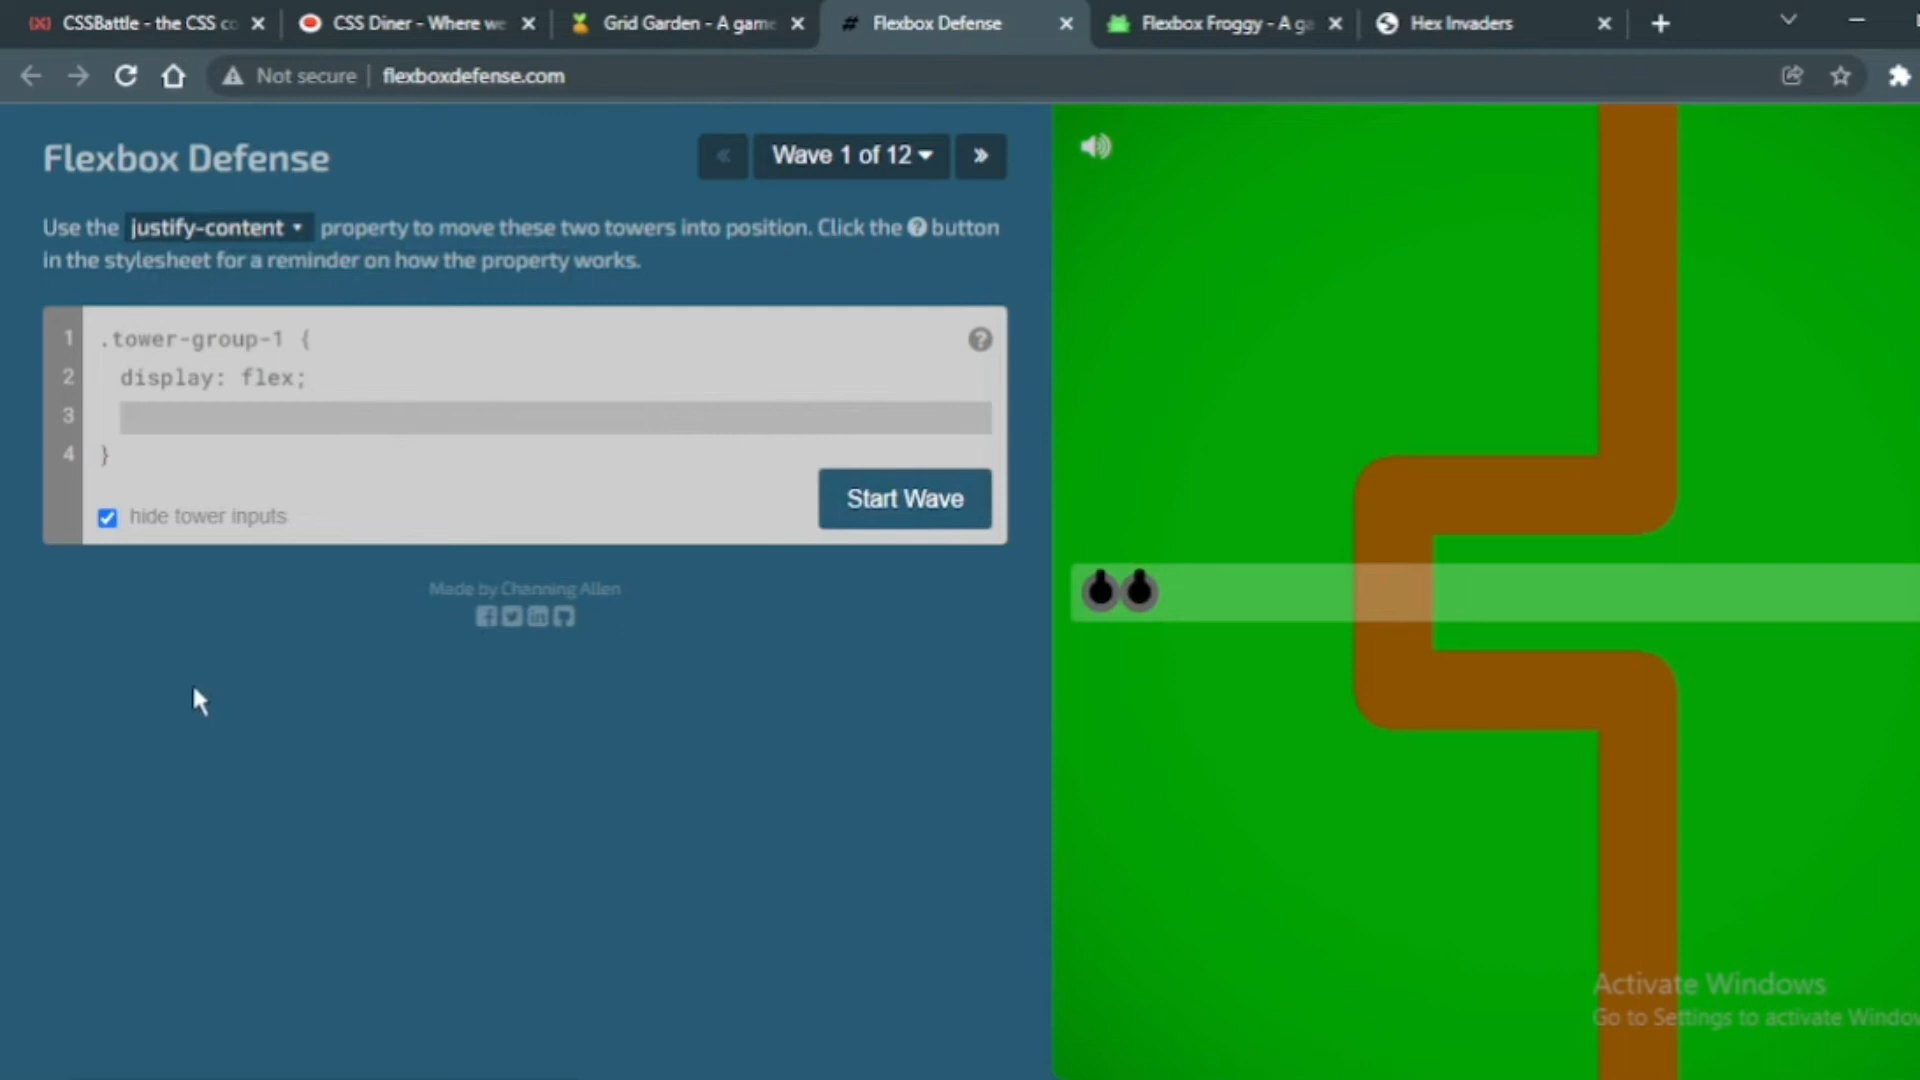 CSSBattle - the CSS co
CSS Diner - Where we
Grid Garden - A game
Flexbox Defense
Flexbox Froggy - A ga
Hex Invaders
Not secure
flexboxdefense.com
Flexbox Defense
« Wave 1 of 12 »
Use the justify-content property to move these two towers into position. Click the ? button
in the stylesheet for a reminder on how the property works.
1 .tower-group-1 {
?
2 display: flex;
3
4 }
hide tower inputs
Start Wave
Made by Channing Allen
Activate Windows
Go to Settings to activate Window